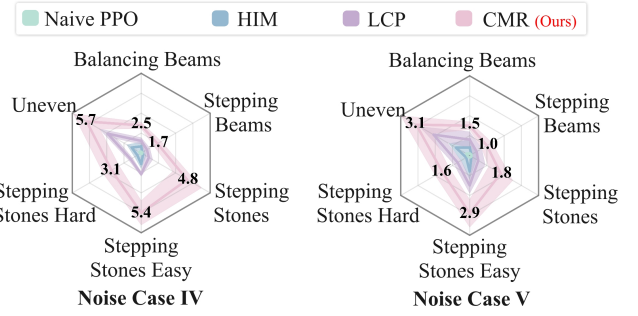 Naive PPO HIM LCP CMR (Ours)
Balancing Beams
Uneven
Stepping
Beams
5.7
2.5
1.7
3.1
4.8
5.4
Stepping
Stones Hard
Stepping
Stones
Stepping
Stones Easy
Noise Case IV
Balancing Beams
Uneven
Stepping
Beams
3.1
1.5
1.0
1.6
1.8
2.9
Stepping
Stones Hard
Stepping
Stones
Stepping
Stones Easy
Noise Case V